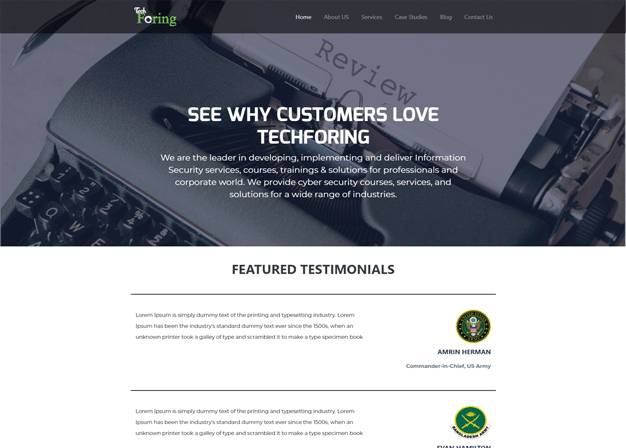 Tech
Foring
Home About US Services Case Studies Blog Contact Us
Review
SEE WHY CUSTOMERS LOVE
TECHFORING
We are the leader in developing, implementing and deliver Information
Security services, courses, trainings & solutions for professionals and
corporate world. We provide cyber security courses, services, and
solutions for a wide range of industries.
FEATURED TESTIMONIALS
Lorem Ipsum is simply dummy text of the printing and typesetting industry. Lorem
Ipsum has been the industry's standard dummy text ever since the 1500s, when an
unknown printer took a galley of type and scrambled it to make a type specimen book
AMRIN HERMAN
Commander-in-Chief, US Army
Lorem Ipsum is simply dummy text of the printing and typesetting industry. Lorem
Ipsum has been the industry's standard dummy text ever since the 1500s, when an
unknown printer took a galley of type and scrambled it to make a type specimen book
BANGLADESH ARMY
EVAN HAMILTON